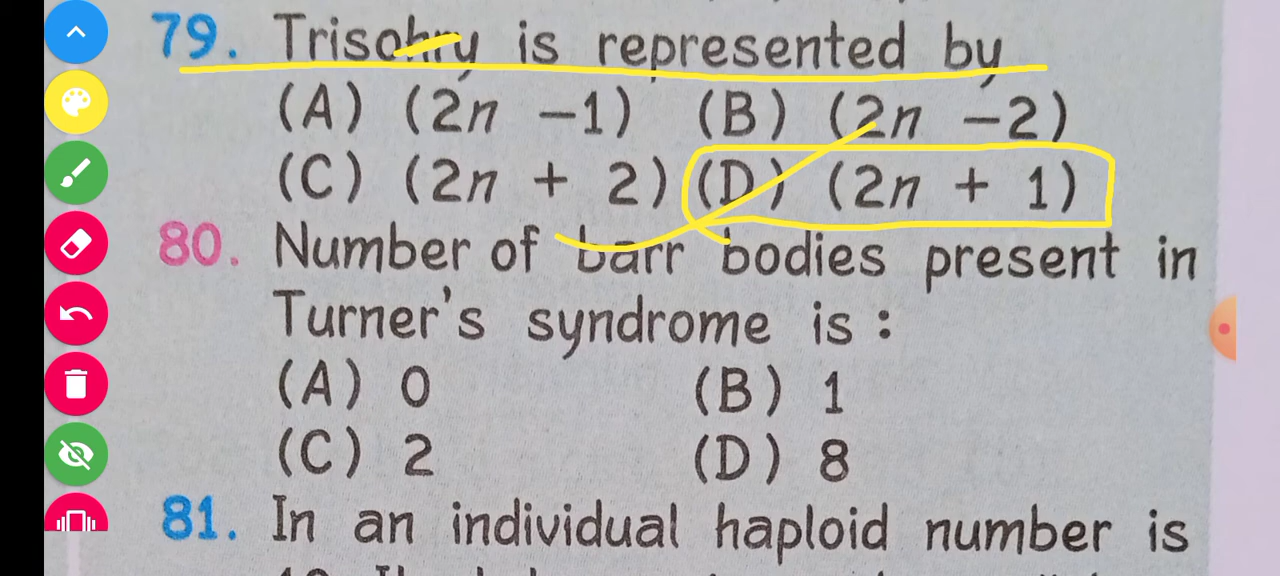 79. Trisohry is represented by
(A) (2n -1) (B) (2n -2)
(C) (2n + 2) (D) (2n + 1)
80. Number of barr bodies present in
Turner's syndrome is :
(A) 0 (B) 1
(C) 2 (D) 8
81. In an individual haploid number is